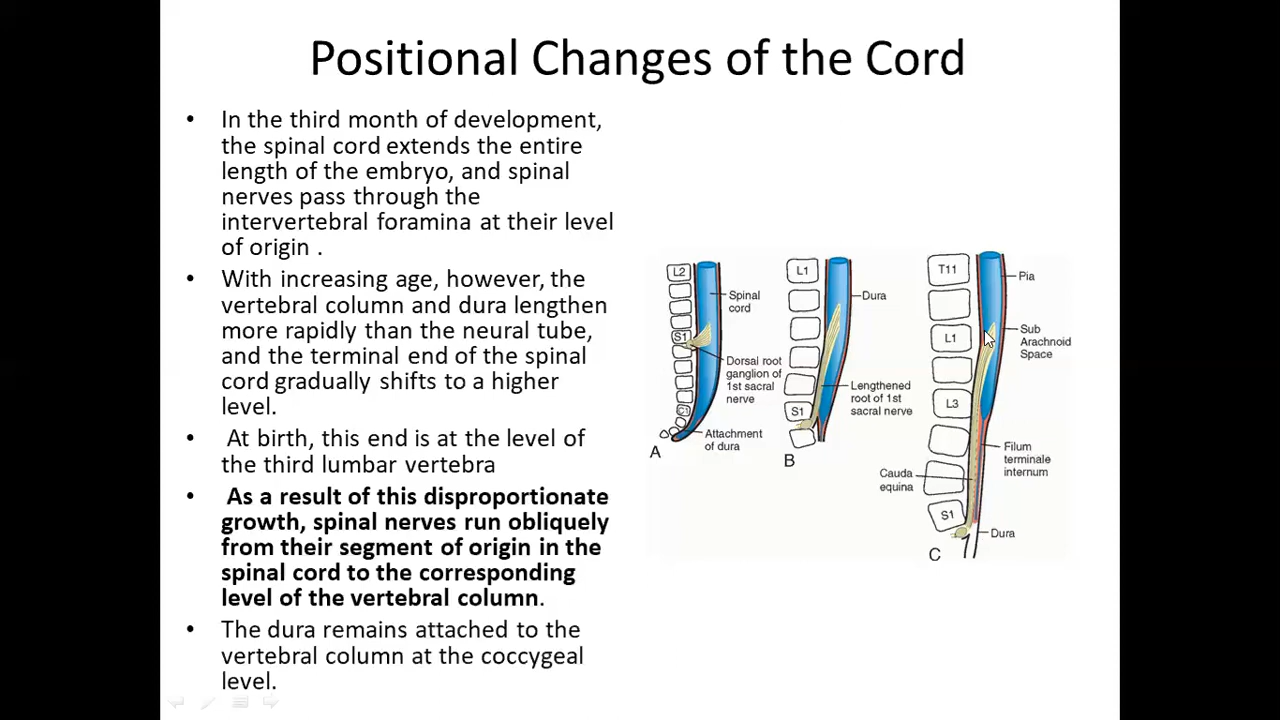 Positional Changes of the Cord
• In the third month of development,
the spinal cord extends the entire
length of the embryo, and spinal
nerves pass through the
intervertebral foramina at their level
of origin .
• With increasing age, however, the
vertebral column and dura lengthen
more rapidly than the neural tube,
and the terminal end of the spinal
cord gradually shifts to a higher
level.
• At birth, this end is at the level of
the third lumbar vertebra
• As a result of this disproportionate
growth, spinal nerves run obliquely
from their segment of origin in the
spinal cord to the corresponding
level of the vertebral column.
• The dura remains attached to the
vertebral column at the coccygeal
level.
L2
Spinal
cord
S1
Dorsal root
ganglion of
1st sacral
nerve
C1
Attachment
of dura
A
L1
Dura
Lengthened
root of 1st
sacral nerve
S1
B
T11
Pia
L1
Sub
Arachnoid
Space
L3
Filum
terminale
internum
Cauda
equina
S1
Dura
C